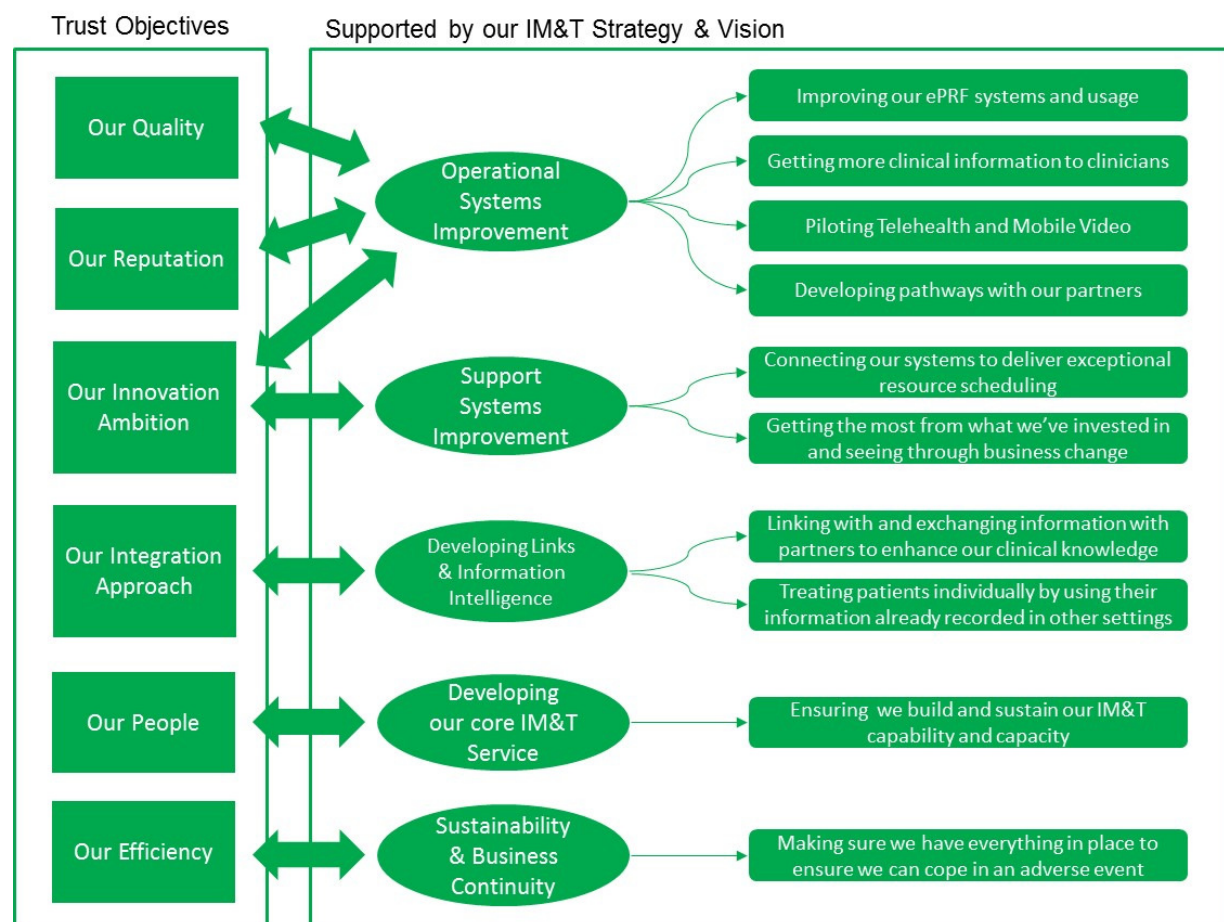 Trust Objectives
Supported by our IM&T Strategy & Vision
Our Quality
Our Reputation
Our Innovation
Ambition
Our Integration
Approach
Our People
Our Efficiency
Operational
Systems
Improvement
Support
Systems
Improvement
Developing Links
& Information
Intelligence
Developing
our core IM&T
Service
Sustainability
& Business
Continuity
Improving our ePRF systems and usage
Getting more clinical information to clinicians
Piloting Telehealth and Mobile Video
Developing pathways with our partners
Connecting our systems to deliver exceptional
resource scheduling
Getting the most from what we’ve invested in
and seeing through business change
Linking with and exchanging information with
partners to enhance our clinical knowledge
Treating patients individually by using their
information already recorded in other settings
Ensuring we build and sustain our IM&T
capability and capacity
Making sure we have everything in place to
ensure we can cope in an adverse event